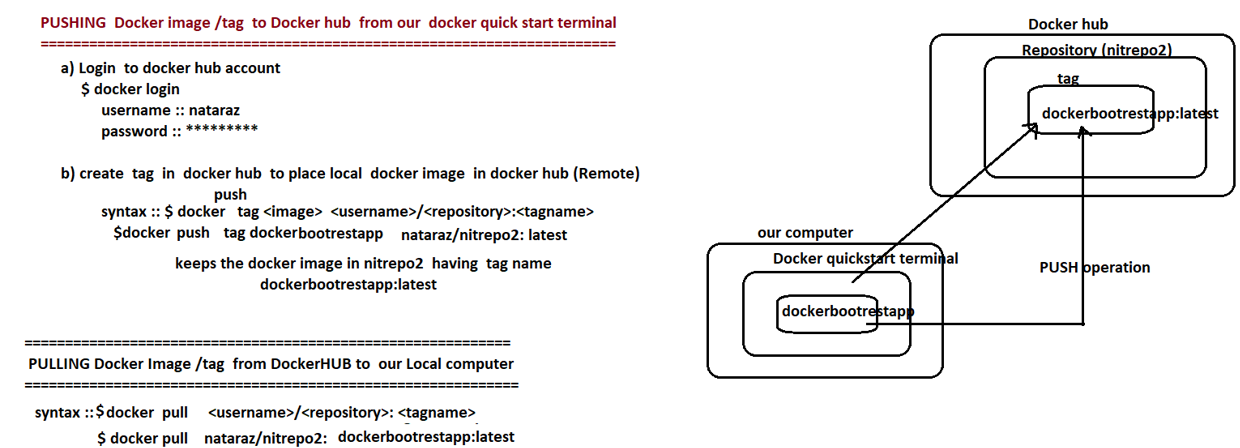 PUSHING Docker image /tag to Docker hub from our docker quick start terminal
======================================================================
a) Login to docker hub account
$ docker login
username :: nataraz
password :: *********
b) create tag in docker hub to place local docker image in docker hub (Remote)
push
syntax :: $ docker tag <image> <username>/<repository>:<tagname>
$docker push tag dockerbootrestapp nataraz/nitrepo2: latest
keeps the docker image in nitrepo2 having tag name
dockerbootrestapp:latest
===========================================================
PULLING Docker Image /tag from DockerHUB to our Local computer
============================================================
syntax ::$docker pull <username>/<repository>: <tagname>
$ docker pull nataraz/nitrepo2: dockerbootrestapp:latest
Docker hub
Repository (nitrepo2)
tag
dockerbootrestapp:latest
our computer
Docker quickstart terminal
dockerbootrestapp
PUSH operation